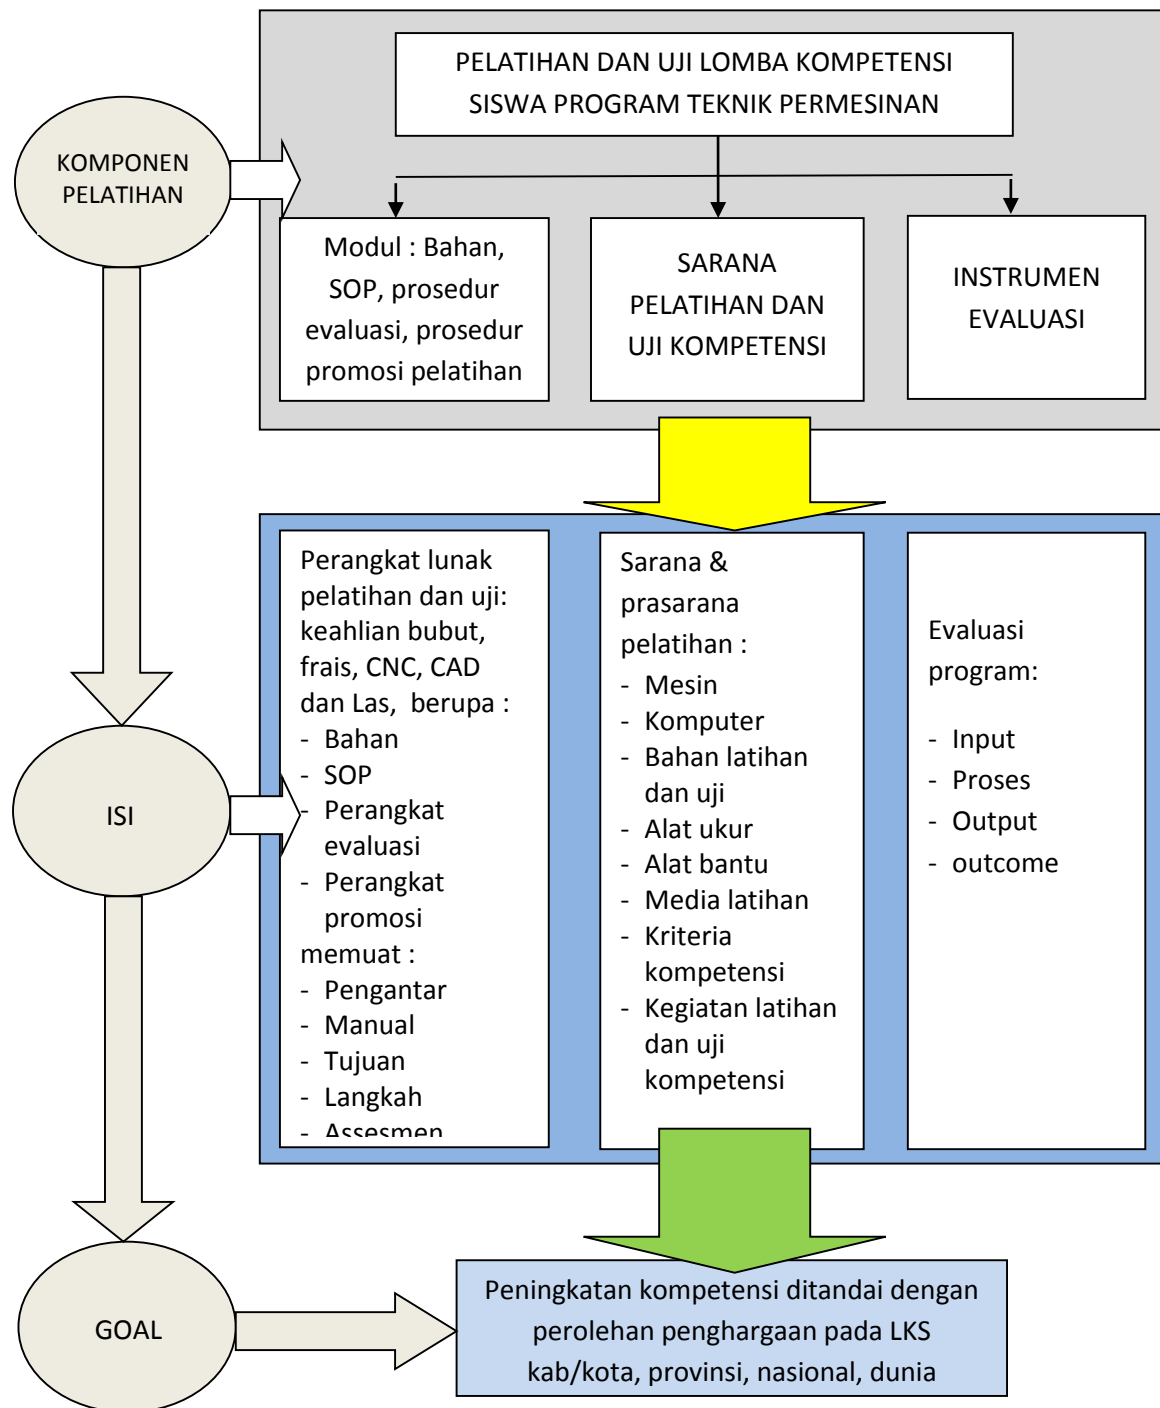 PELATIHAN DAN UJI LOMBA KOMPETENSI
SISWA PROGRAM TEKNIK PERMESINAN
KOMPONEN
PELATIHAN
Modul : Bahan,
SOP, prosedur
evaluasi, prosedur
promosi pelatihan
SARANA
PELATIHAN DAN
UJI KOMPETENSI
INSTRUMEN
EVALUASI
ISI
Perangkat lunak
pelatihan dan uji:
keahlian bubut,
frais, CNC, CAD
dan Las, berupa :
- Bahan
- SOP
- Perangkat
evaluasi
- Perangkat
promosi
memuat :
- Pengantar
- Manual
- Tujuan
- Langkah
- Assesmen
Sarana &
prasarana
pelatihan :
- Mesin
- Komputer
- Bahan latihan
dan uji
- Alat ukur
- Alat bantu
- Media latihan
- Kriteria
kompetensi
- Kegiatan latihan
dan uji
kompetensi
Evaluasi
program:
- Input
- Proses
- Output
- outcome
GOAL
Peningkatan kompetensi ditandai dengan
perolehan penghargaan pada LKS
kab/kota, provinsi, nasional, dunia